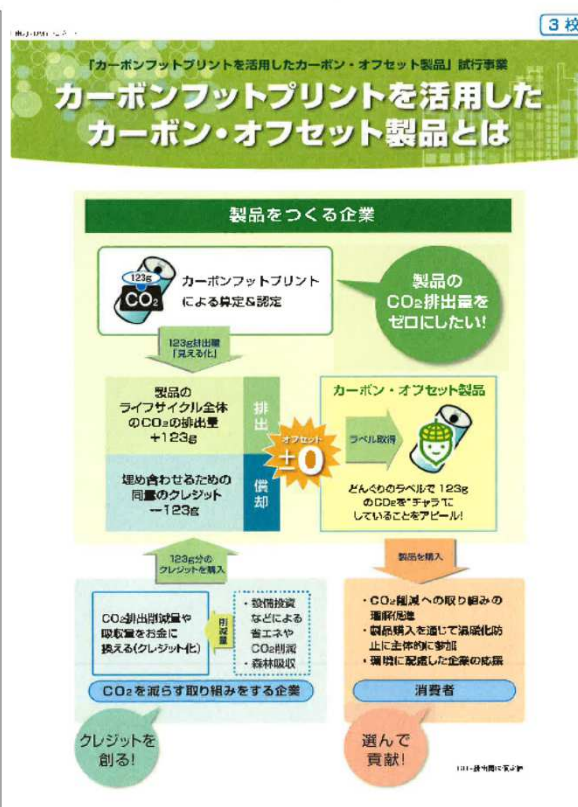 3校
「カーボンフットプリントを活用したカーボン・オフセット製品」試行事業
カーボンフットプリントを活用した
カーボン・オフセット製品とは
製品をつくる企業
123g
CO₂
カーボンフットプリント
による算定&認定
製品の
CO₂排出量を
ゼロにしたい!
123g排出量
「見える化」
製品の
ライフサイクル全体
のCO₂の排出量
+123g
排出
埋め合わせるための
同量のクレジット
−123g
償却
オフセット
±0
カーボン・オフセット製品
ラベル取得
どんぐりのラベルで 123g
のCO₂を"チャラ"に
していることをアピール!
123g分の
クレジットを購入
製品を購入
CO₂排出削減量や
吸収量をお金に
換える(クレジット化)
削減量
・設備投資
などによる
省エネや
CO₂削減
・森林吸収
CO₂を減らす取り組みをする企業
・CO₂削減への取り組みの
理解促進
・製品購入を通じて温暖化防
止に主体的に参加
・環境に配慮した企業の応援
消費者
クレジットを
創る!
選んで
貢献!